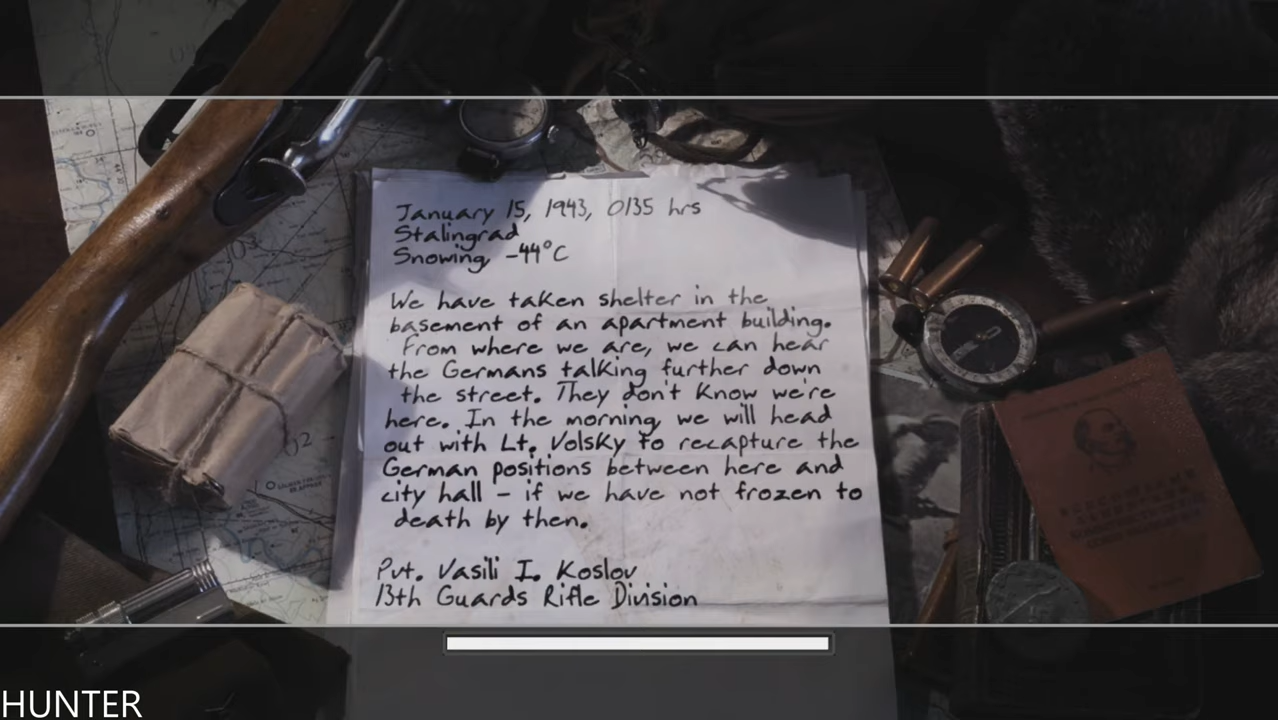 January 15, 1943, 0135 hrs
Stalingrad
Snowing, -44°C
We have taken shelter in the
basement of an apartment building.
From where we are, we can hear
the Germans talking further down
the street. They don't know we're
here. In the morning, we will head
out with Lt. Volsky to recapture the
German positions between here and
city hall - if we have not frozen to
death by then.
Pvt. Vasili I. Koslov
13th Guards Rifle Division
HUNTER